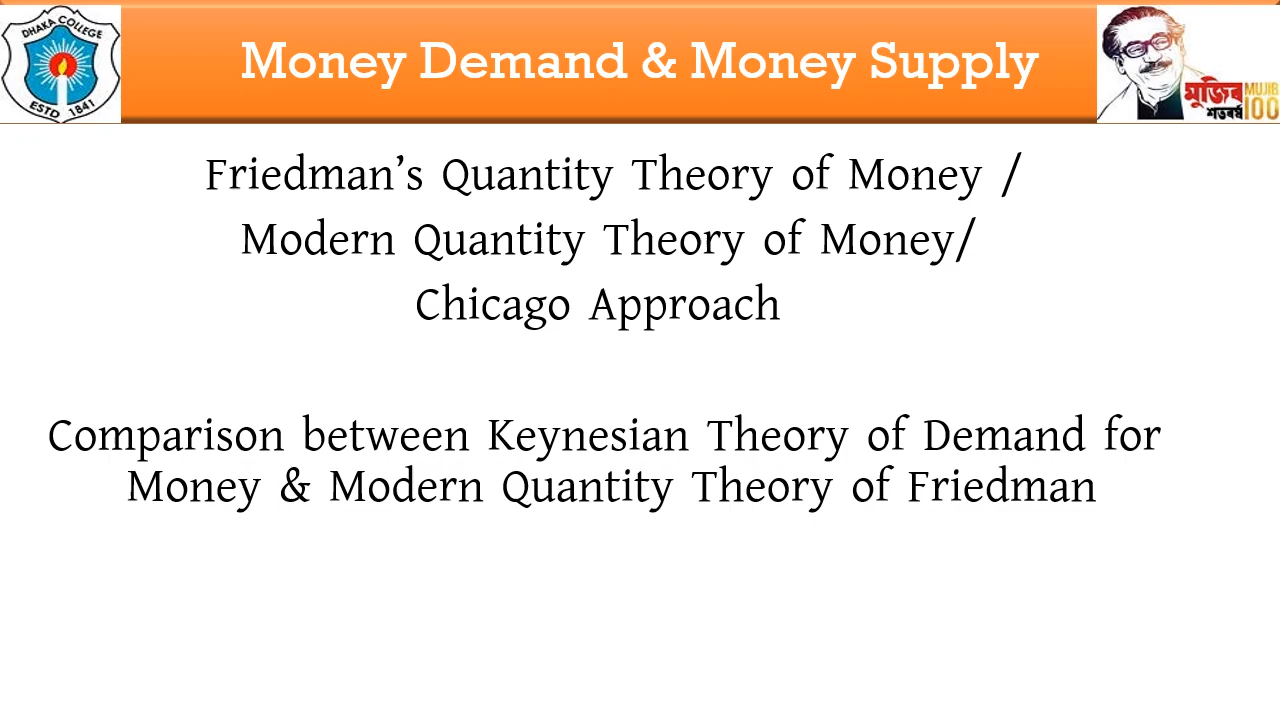 DHAKA COLLEGE
ESTD 1841
Money Demand & Money Supply
মুজিব
শতবর্ষ
MUJIB
100
Friedman’s Quantity Theory of Money /
Modern Quantity Theory of Money/
Chicago Approach
Comparison between Keynesian Theory of Demand for
Money & Modern Quantity Theory of Friedman